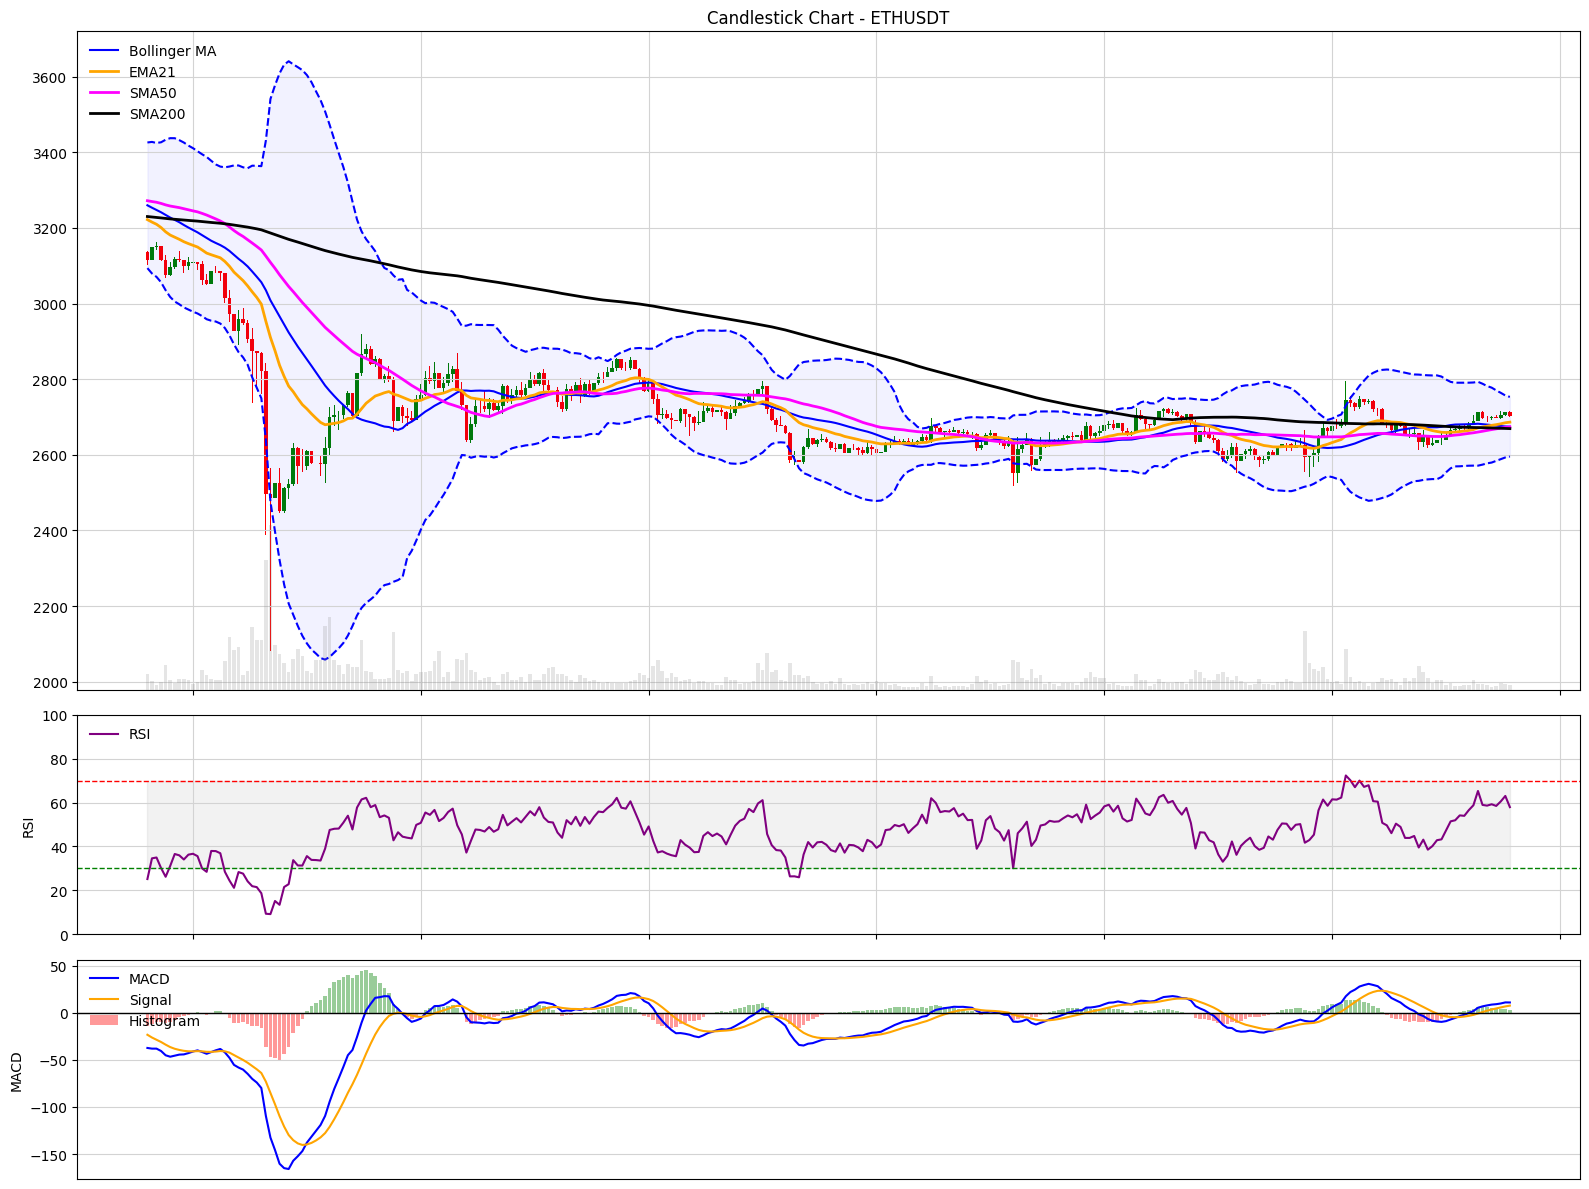 Candlestick Chart - ETHUSDT
Bollinger MA
EMA21
SMA50
SMA200
3600
3400
3200
3000
2800
2600
2400
2200
2000
RSI
100
80
60
40
20
0
RSI
MACD
Signal
Histogram
50
0
−50
−100
−150
MACD